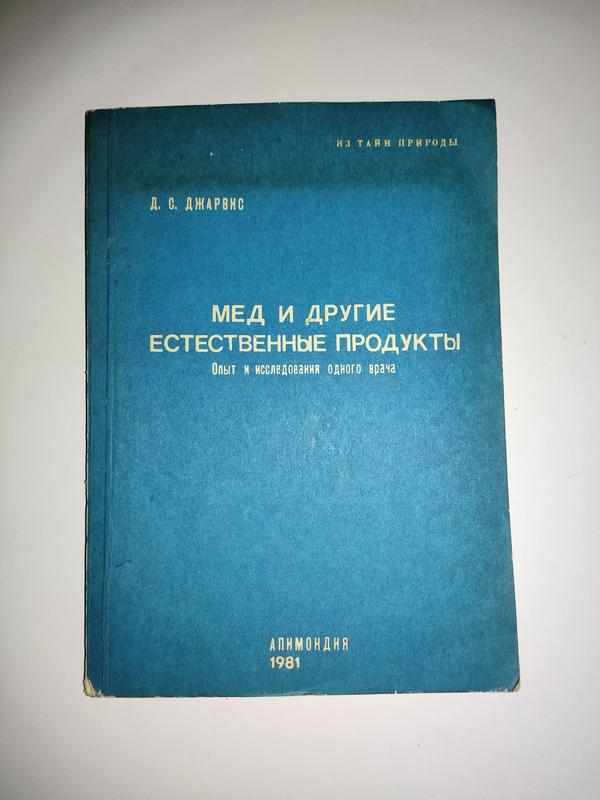 ИЗ ТАЙН ПРИРОДЫ
Д. С. ДЖАРВИС
МЕД И ДРУГИЕ
ЕСТЕСТВЕННЫЕ ПРОДУКТЫ
Опыт и исследования одного врача
АПИМОНДИЯ
1981